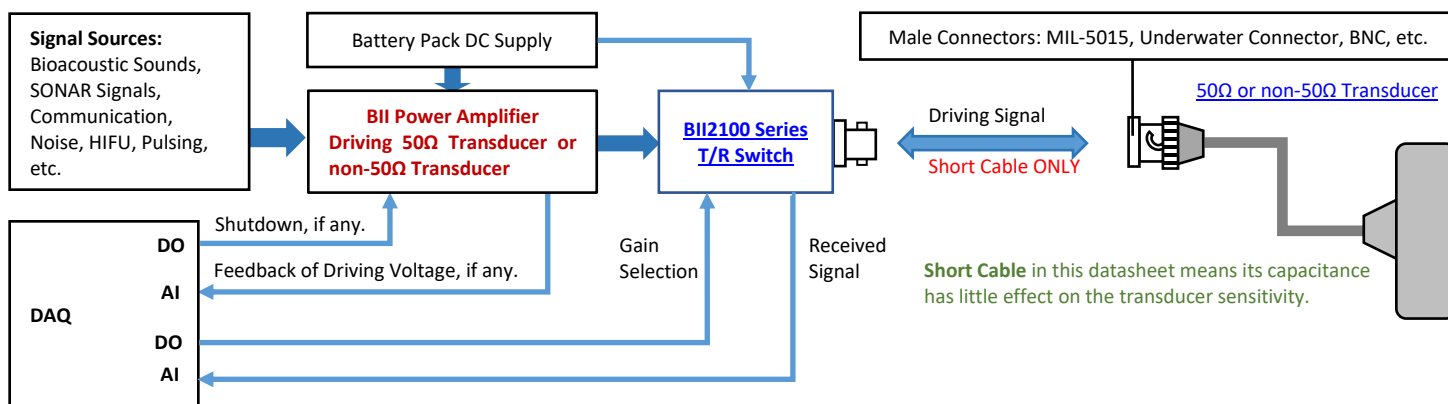 Signal Sources:
Bioacoustic Sounds,
SONAR Signals,
Communication,
Noise, HIFU, Pulsing,
etc.
Battery Pack DC Supply
BII Power Amplifier
Driving 50Ω Transducer or
non-50Ω Transducer
BII2100 Series
T/R Switch
Driving Signal
Short Cable ONLY
Male Connectors: MIL-5015, Underwater Connector, BNC, etc.
50Ω or non-50Ω Transducer
Short Cable in this datasheet means its capacitance
has little effect on the transducer sensitivity.
DAQ
DO
AI
DO
AI
Shutdown, if any.
Feedback of Driving Voltage, if any.
Gain
Selection
Received
Signal